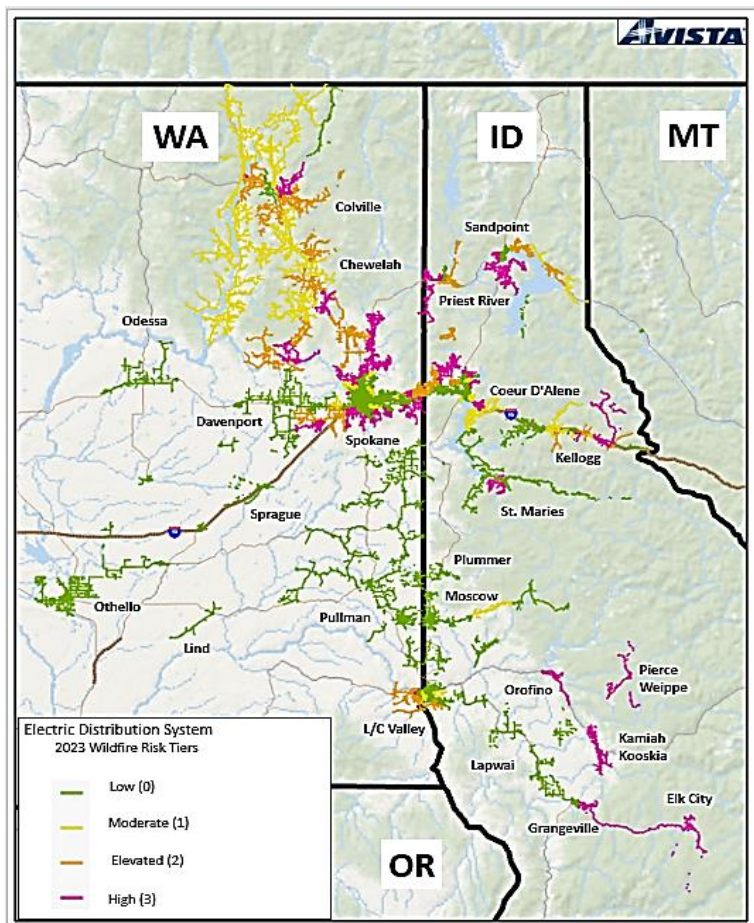 AVISTA
WA
ID
MT
Colville
Sandpoint
Chewelah
Priest River
Odessa
Coeur D'Alene
Davenport
Spokane
Kellogg
Sprague
St. Maries
Plummer
Othello
Moscow
Pullman
Lind
Pierce
Weippe
Orofino
L/C Valley
Kamiah
Kooskia
Lapwai
Elk City
Grangeville
OR
Electric Distribution System
2023 Wildfire Risk Tiers
Low (0)
Moderate (1)
Elevated (2)
High (3)